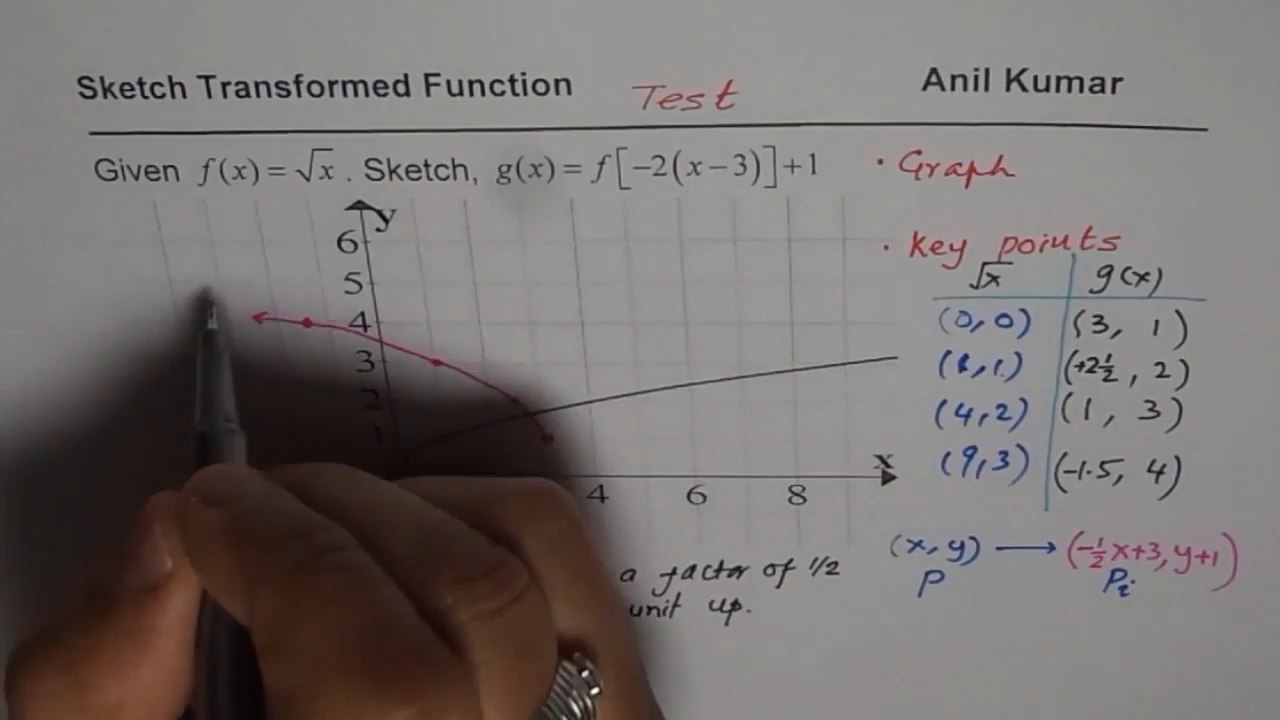 Sketch Transformed Function Test Anil Kumar
Given f(x) = √x . Sketch, g(x) = f[−2(x−3)]+1
· Graph
· Key points
√x g(x)
(0,0) (3, 1)
(1,1) (+2½, 2)
(4,2) (1, 3)
(9,3) (-1.5, 4)
(x,y) → (-½x+3, y+1)
P Pi
y
6
5
4
3
2
1
x
4 6 8
a factor of 1/2
unit up.